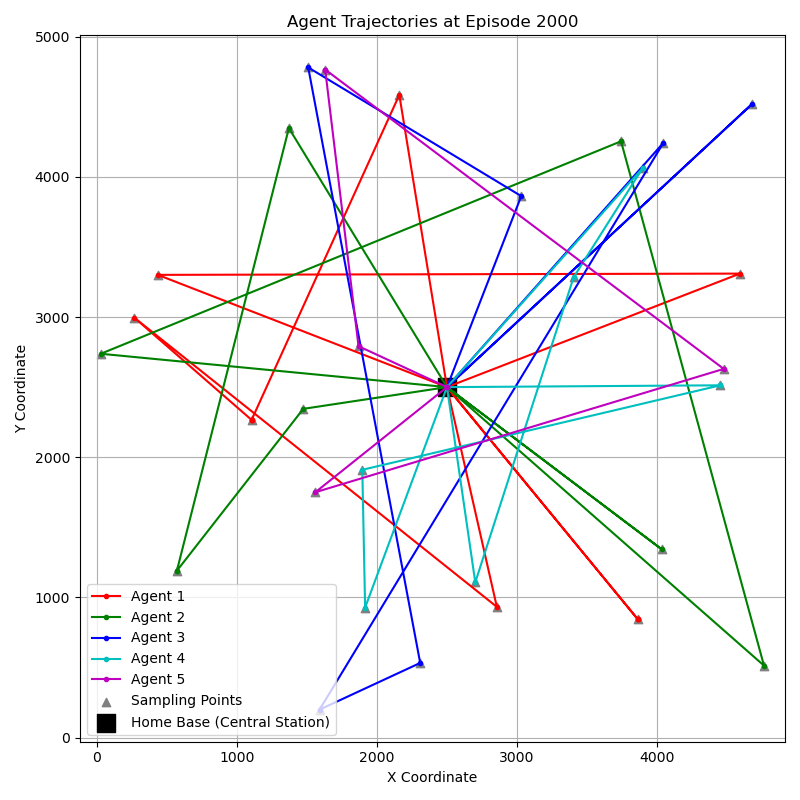 Agent Trajectories at Episode 2000
5000
4000
3000
2000
1000
0
Y Coordinate
Agent 1
Agent 2
Agent 3
Agent 4
Agent 5
Sampling Points
Home Base (Central Station)
0 1000 2000 3000 4000
X Coordinate